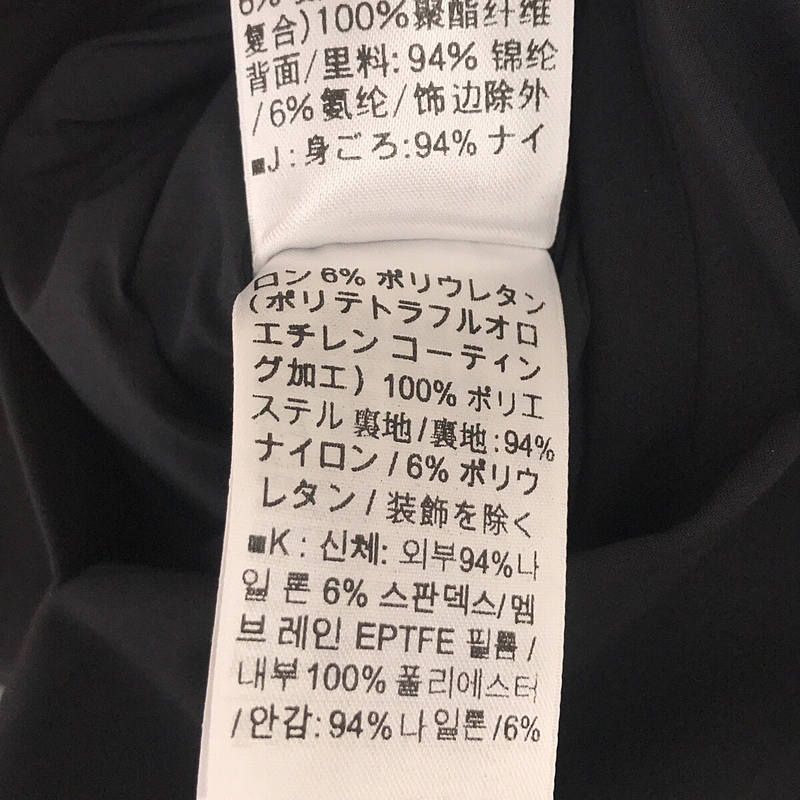 复合)100%聚酯纤维
背面/里料:94% 锦纶
/6%氨纶/饰边除外
■J:身ごろ:94% ナイ
ロン 6% ポリウレタン
(ポリテトラフルオロ
エチレン コーティン
グ加工) 100% ポリエ
ステル 裏地/裏地:94%
ナイロン/6% ポリウ
レタン/装飾を除く
■K: 신체: 외부94%나
일론 6% 스판덱스/멤
브레인 EPTFE 필름/
내부100% 폴리에스터
/안감: 94%나일론/6%